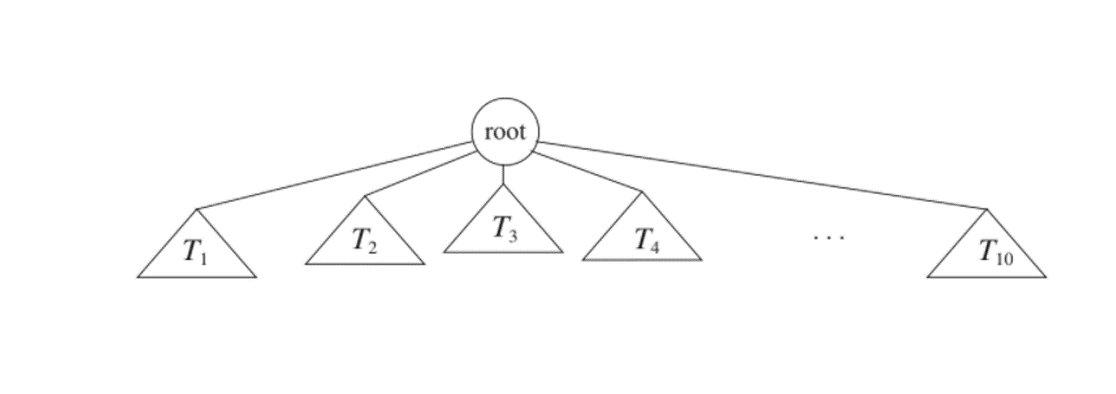 root
T₁ T₂ T₃ T₄ ... T₁₀